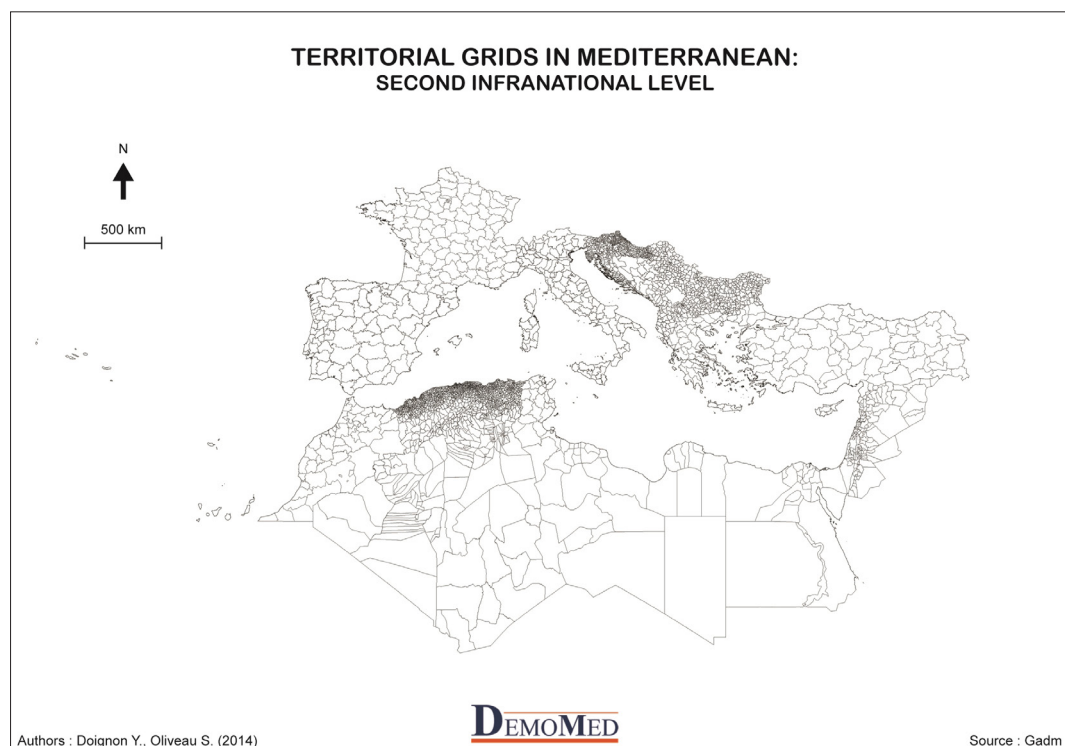 TERRITORIAL GRIDS IN MEDITERRANEAN:
SECOND INFRANATIONAL LEVEL
N
500 km
DEMOMED
Authors : Doignon Y., Oliveau S. (2014)
Source : Gadm